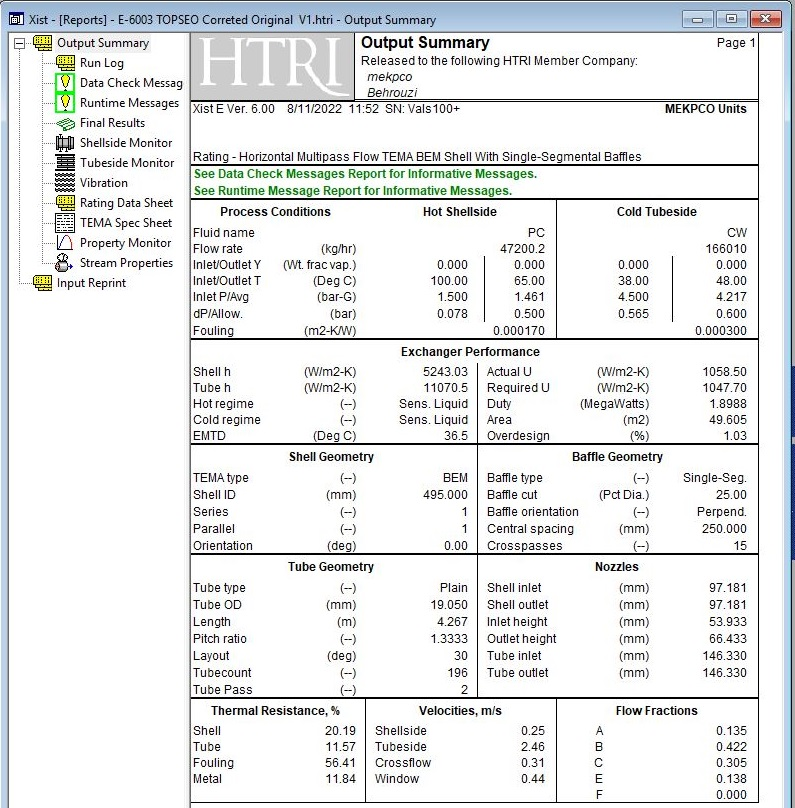 Xist - [Reports] - E-6003 TOPSEO Correted Original V1.htri - Output Summary
Output Summary
Run Log
Data Check Messag
Runtime Messages
Final Results
Shellside Monitor
Tubeside Monitor
Vibration
Rating Data Sheet
TEMA Spec Sheet
Property Monitor
Stream Properties
Input Reprint
HTRI
Output Summary Page 1
Released to the following HTRI Member Company:
mekpco
Behrouzi
Xist E Ver. 6.00 8/11/2022 11:52 SN: Vals100+ MEKPCO Units
Rating - Horizontal Multipass Flow TEMA BEM Shell With Single-Segmental Baffles
See Data Check Messages Report for Informative Messages.
See Runtime Message Report for Informative Messages.
Process Conditions Hot Shellside Cold Tubeside
Fluid name PC CW
Flow rate (kg/hr) 47200.2 166010
Inlet/Outlet Y (Wt. frac vap.) 0.000 0.000 0.000 0.000
Inlet/Outlet T (Deg C) 100.00 65.00 38.00 48.00
Inlet P/Avg (bar-G) 1.500 1.461 4.500 4.217
dP/Allow. (bar) 0.078 0.500 0.565 0.600
Fouling (m2-K/W) 0.000170 0.000300
Exchanger Performance
Shell h (W/m2-K) 5243.03 Actual U (W/m2-K) 1058.50
Tube h (W/m2-K) 11070.5 Required U (W/m2-K) 1047.70
Hot regime (--) Sens. Liquid Duty (MegaWatts) 1.8988
Cold regime (--) Sens. Liquid Area (m2) 49.605
EMTD (Deg C) 36.5 Overdesign (%) 1.03
Shell Geometry Baffle Geometry
TEMA type (--) BEM Baffle type (--) Single-Seg.
Shell ID (mm) 495.000 Baffle cut (Pct Dia.) 25.00
Series (--) 1 Baffle orientation (--) Perpend.
Parallel (--) 1 Central spacing (mm) 250.000
Orientation (deg) 0.00 Crosspasses (--) 15
Tube Geometry Nozzles
Tube type (--) Plain Shell inlet (mm) 97.181
Tube OD (mm) 19.050 Shell outlet (mm) 97.181
Length (m) 4.267 Inlet height (mm) 53.933
Pitch ratio (--) 1.3333 Outlet height (mm) 66.433
Layout (deg) 30 Tube inlet (mm) 146.330
Tubecount (--) 196 Tube outlet (mm) 146.330
Tube Pass (--) 2
Thermal Resistance, % Velocities, m/s Flow Fractions
Shell 20.19 Shellside 0.25 A 0.135
Tube 11.57 Tubeside 2.46 B 0.422
Fouling 56.41 Crossflow 0.31 C 0.305
Metal 11.84 Window 0.44 E 0.138
F 0.000